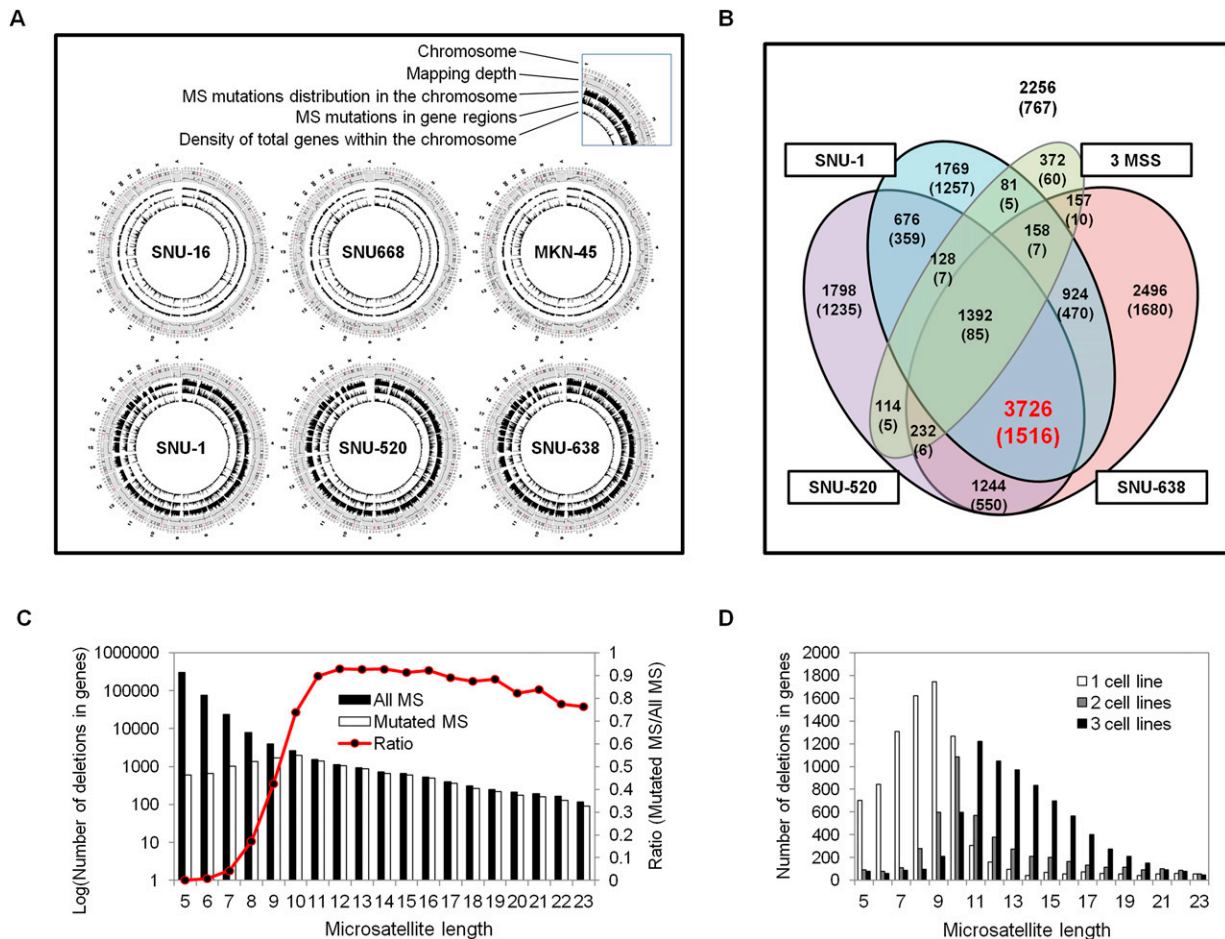 A
Chromosome
Mapping depth
MS mutations distribution in the chromosome
MS mutations in gene regions
Density of total genes within the chromosome
SNU-16
SNU668
MKN-45
SNU-1
SNU-520
SNU-638
B
2256
(767)
SNU-1
3 MSS
1769
(1257)
81
(5)
372
(60)
157
(10)
676
(359)
158
(7)
128
(7)
1798
(1235)
924
(470)
2496
(1680)
1392
(85)
114
(5)
232
(6)
3726
(1516)
SNU-520
1244
(550)
SNU-638
C
Log(Number of deletions in genes)
1000000
100000
10000
1000
100
10
1
All MS
Mutated MS
Ratio
1
0.9
0.8
0.7
0.6
0.5
0.4
0.3
0.2
0.1
0
Ratio (Mutated MS/All MS)
5 6 7 8 9 10 11 12 13 14 15 16 17 18 19 20 21 22 23
Microsatellite length
D
Number of deletions in genes
2000
1800
1600
1400
1200
1000
800
600
400
200
0
1 cell line
2 cell lines
3 cell lines
5 7 9 11 13 15 17 19 21 23
Microsatellite length